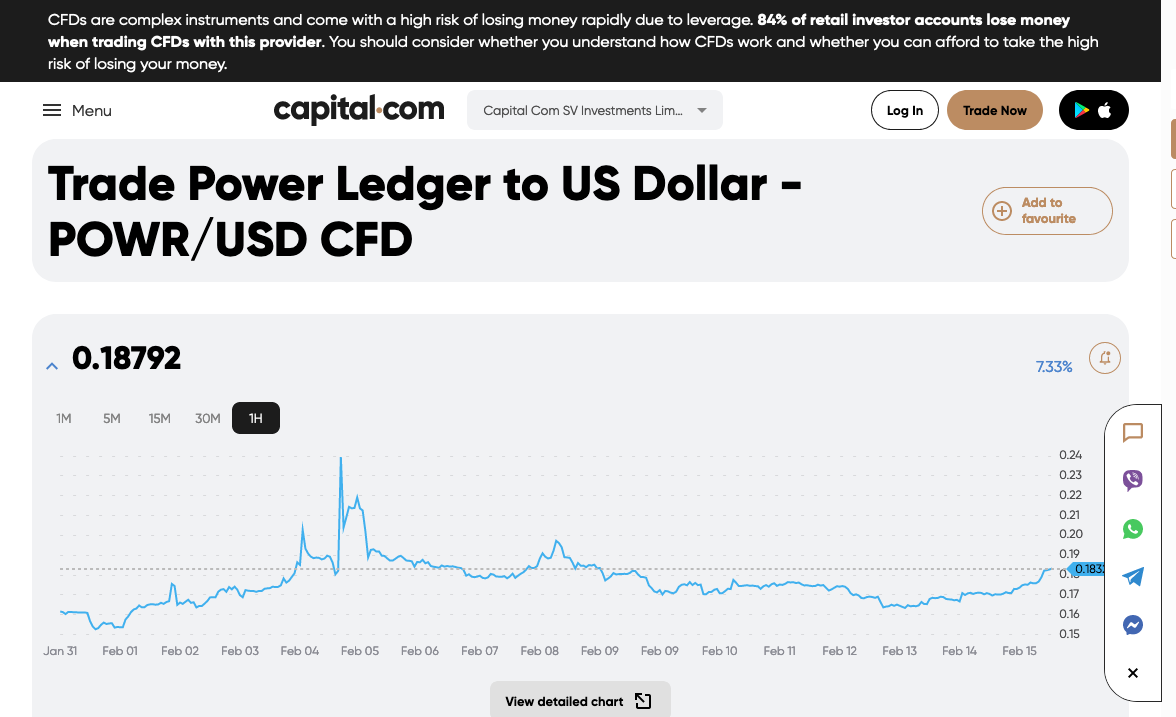 CFDs are complex instruments and come with a high risk of losing money rapidly due to leverage. 84% of retail investor accounts lose money
when trading CFDs with this provider. You should consider whether you understand how CFDs work and whether you can afford to take the high
risk of losing your money.
Menu
capital.com
Capital Com SV Investments Lim...
Log In
Trade Now
Trade Power Ledger to US Dollar -
POWR/USD CFD
Add to
favourite
0.18792
7.33%
1M 5M 15M 30M 1H
0.24
0.23
0.22
0.21
0.20
0.19
0.17
0.16
0.15
Jan 31 Feb 01 Feb 02 Feb 03 Feb 04 Feb 05 Feb 06 Feb 07 Feb 08 Feb 09 Feb 09 Feb 10 Feb 11 Feb 12 Feb 13 Feb 14 Feb 15
View detailed chart